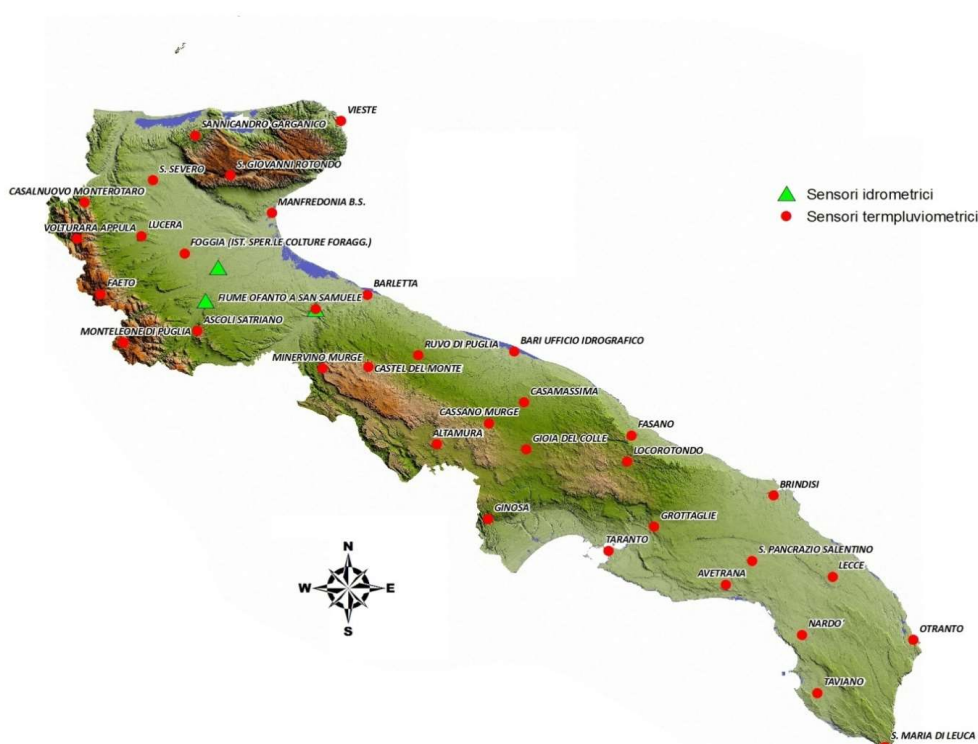 VIESTE
SANNICANDRO GARGANICO
S. GIOVANNI ROTONDO
S. SEVERO
CASALNUOVO MONTEROTARO
MANFREDONIA B.S.
Sensori idrometrici
Sensori termpluviometrici
VOLTURARA APPULA
LUCERA
FOGGIA (IST. SPER.LE COLTURE FORAGG.)
FAETO
FIUME OFANTO A SAN SAMUELE
BARLETTA
ASCOLI SATRIANO
MONTELEONE DI PUGLIA
RUVO DI PUGLIA
BARI UFFICIO IDROGRAFICO
MINERVINO MURGE
CASTEL DEL MONTE
CASAMASSIMA
CASSANO MURGE
FASANO
ALTAMURA
GIOIA DEL COLLE
LOCOROTONDO
BRINDISI
GINOSA
GROTTAGLIE
TARANTO
S. PANCRAZIO SALENTINO
LECCE
AVETRANA
N
W
E
S
NARDO'
OTRANTO
TAVIANO
S. MARIA DI LEUCA